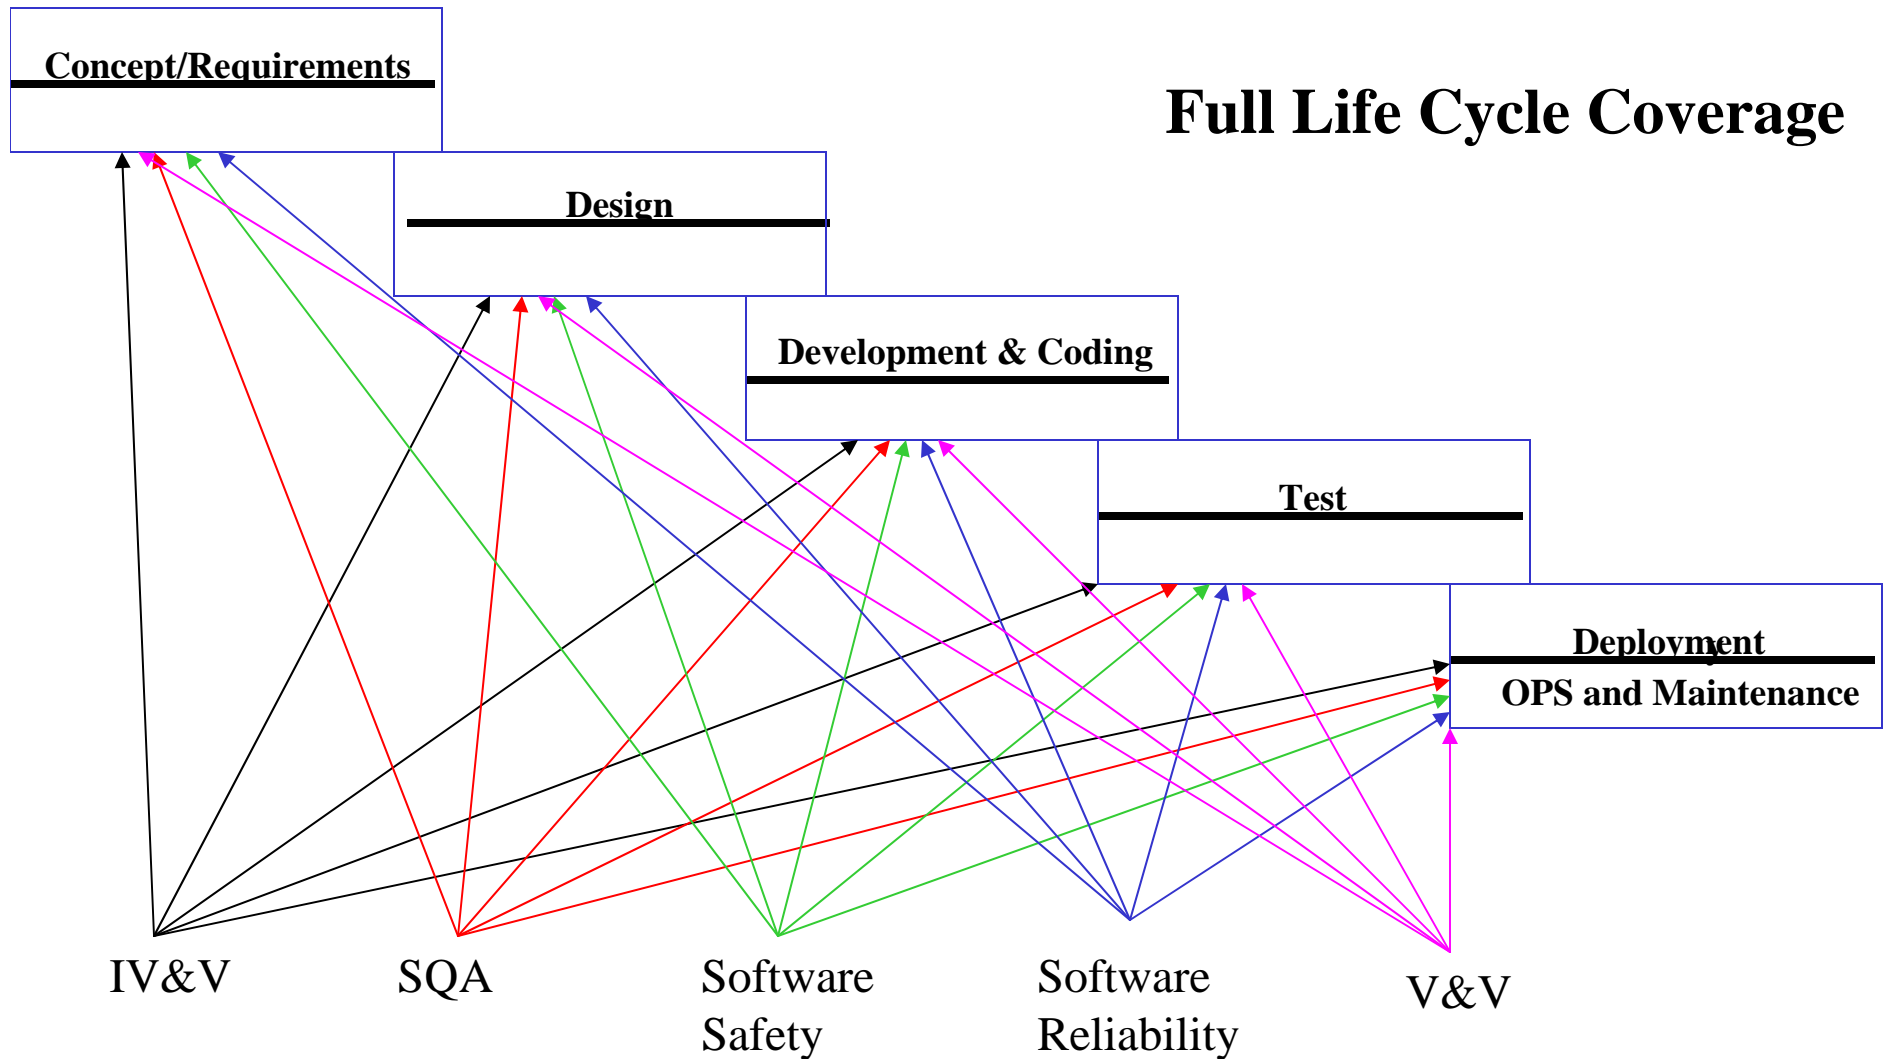 Concept/Requirements
Full Life Cycle Coverage
Design
Development & Coding
Test
Deployment
OPS and Maintenance
IV&V
SQA
Software
Safety
Software
Reliability
V&V